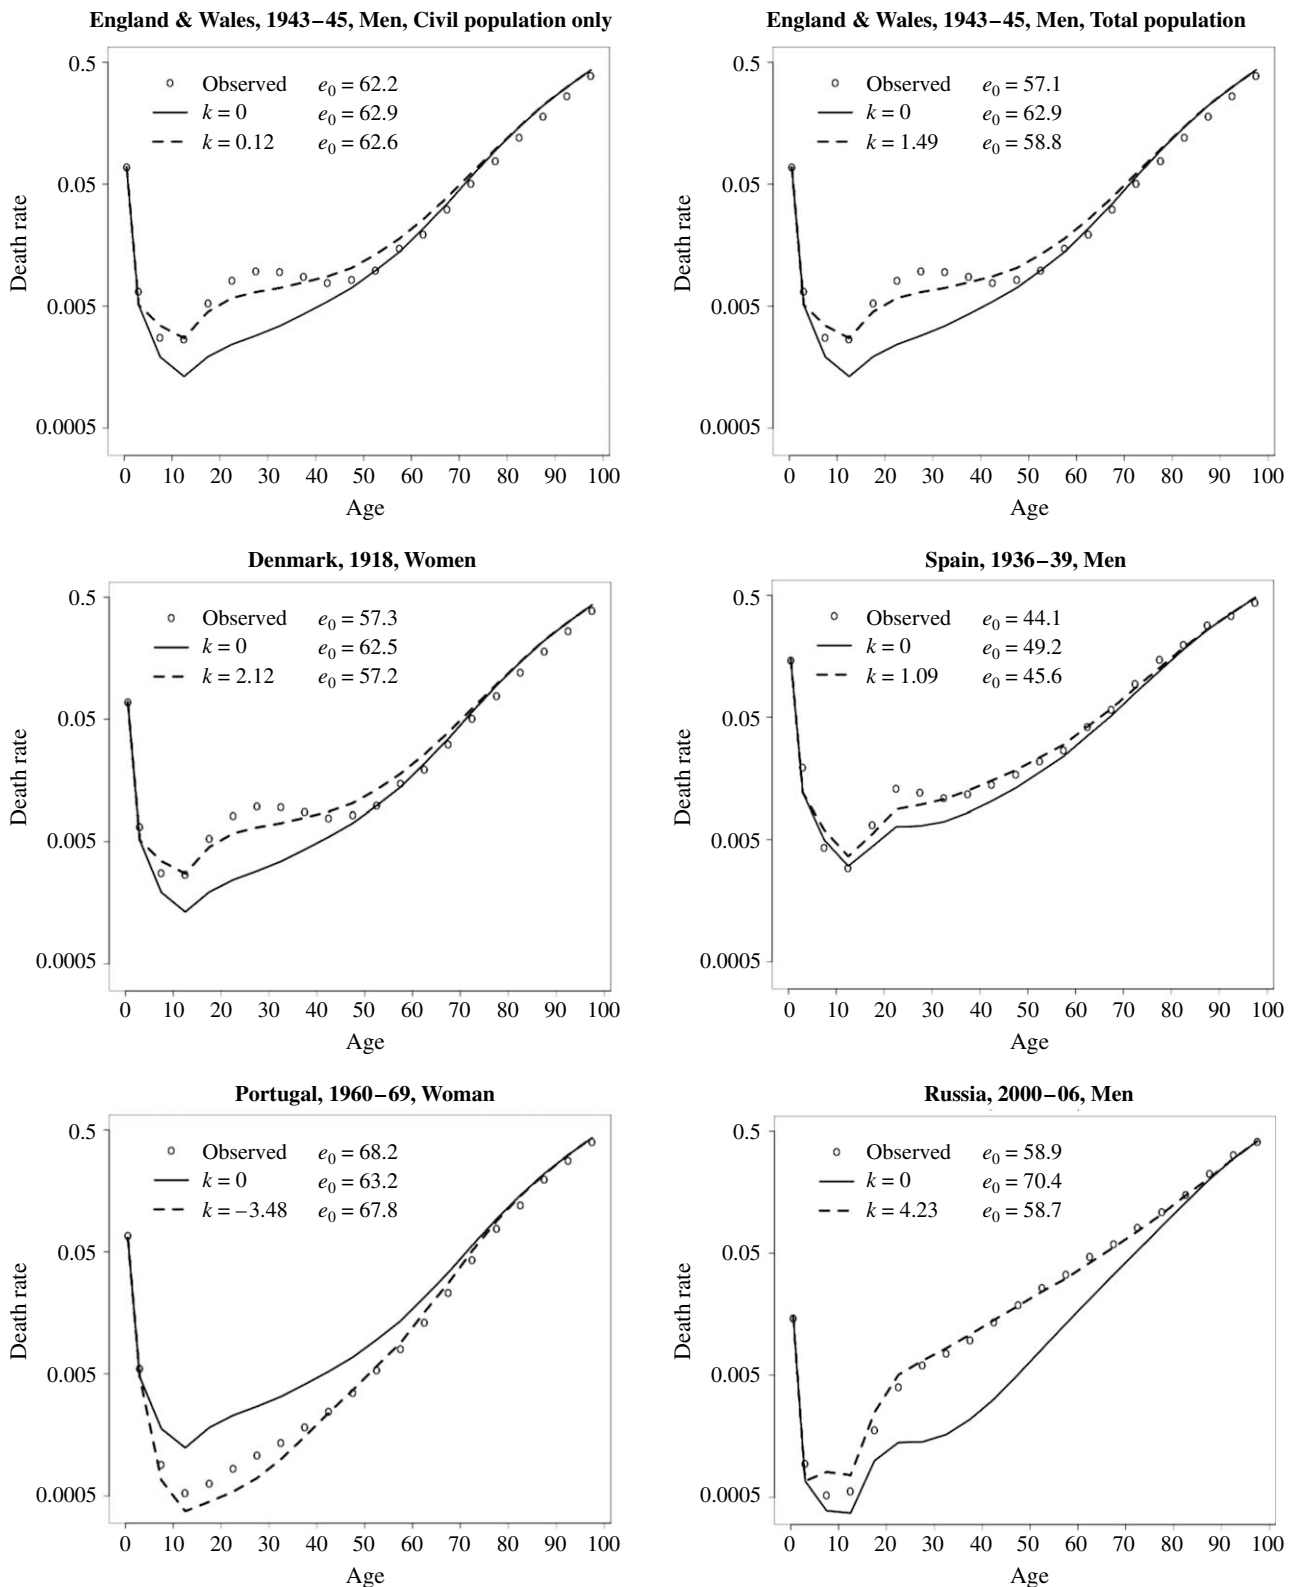 England & Wales, 1943–45, Men, Civil population only
0.5
0.05
0.005
0.0005
Death rate
Observed e0 = 62.2
k = 0 e0 = 62.9
k = 0.12 e0 = 62.6
0 10 20 30 40 50 60 70 80 90 100
Age
England & Wales, 1943–45, Men, Total population
0.5
0.05
0.005
0.0005
Death rate
Observed e0 = 57.1
k = 0 e0 = 62.9
k = 1.49 e0 = 58.8
0 10 20 30 40 50 60 70 80 90 100
Age
Denmark, 1918, Women
0.5
0.05
0.005
0.0005
Death rate
Observed e0 = 57.3
k = 0 e0 = 62.5
k = 2.12 e0 = 57.2
0 10 20 30 40 50 60 70 80 90 100
Age
Spain, 1936–39, Men
0.5
0.05
0.005
0.0005
Death rate
Observed e0 = 44.1
k = 0 e0 = 49.2
k = 1.09 e0 = 45.6
0 10 20 30 40 50 60 70 80 90 100
Age
Portugal, 1960–69, Woman
0.5
0.05
0.005
0.0005
Death rate
Observed e0 = 68.2
k = 0 e0 = 63.2
k = −3.48 e0 = 67.8
0 10 20 30 40 50 60 70 80 90 100
Age
Russia, 2000–06, Men
0.5
0.05
0.005
0.0005
Death rate
Observed e0 = 58.9
k = 0 e0 = 70.4
k = 4.23 e0 = 58.7
0 10 20 30 40 50 60 70 80 90 100
Age